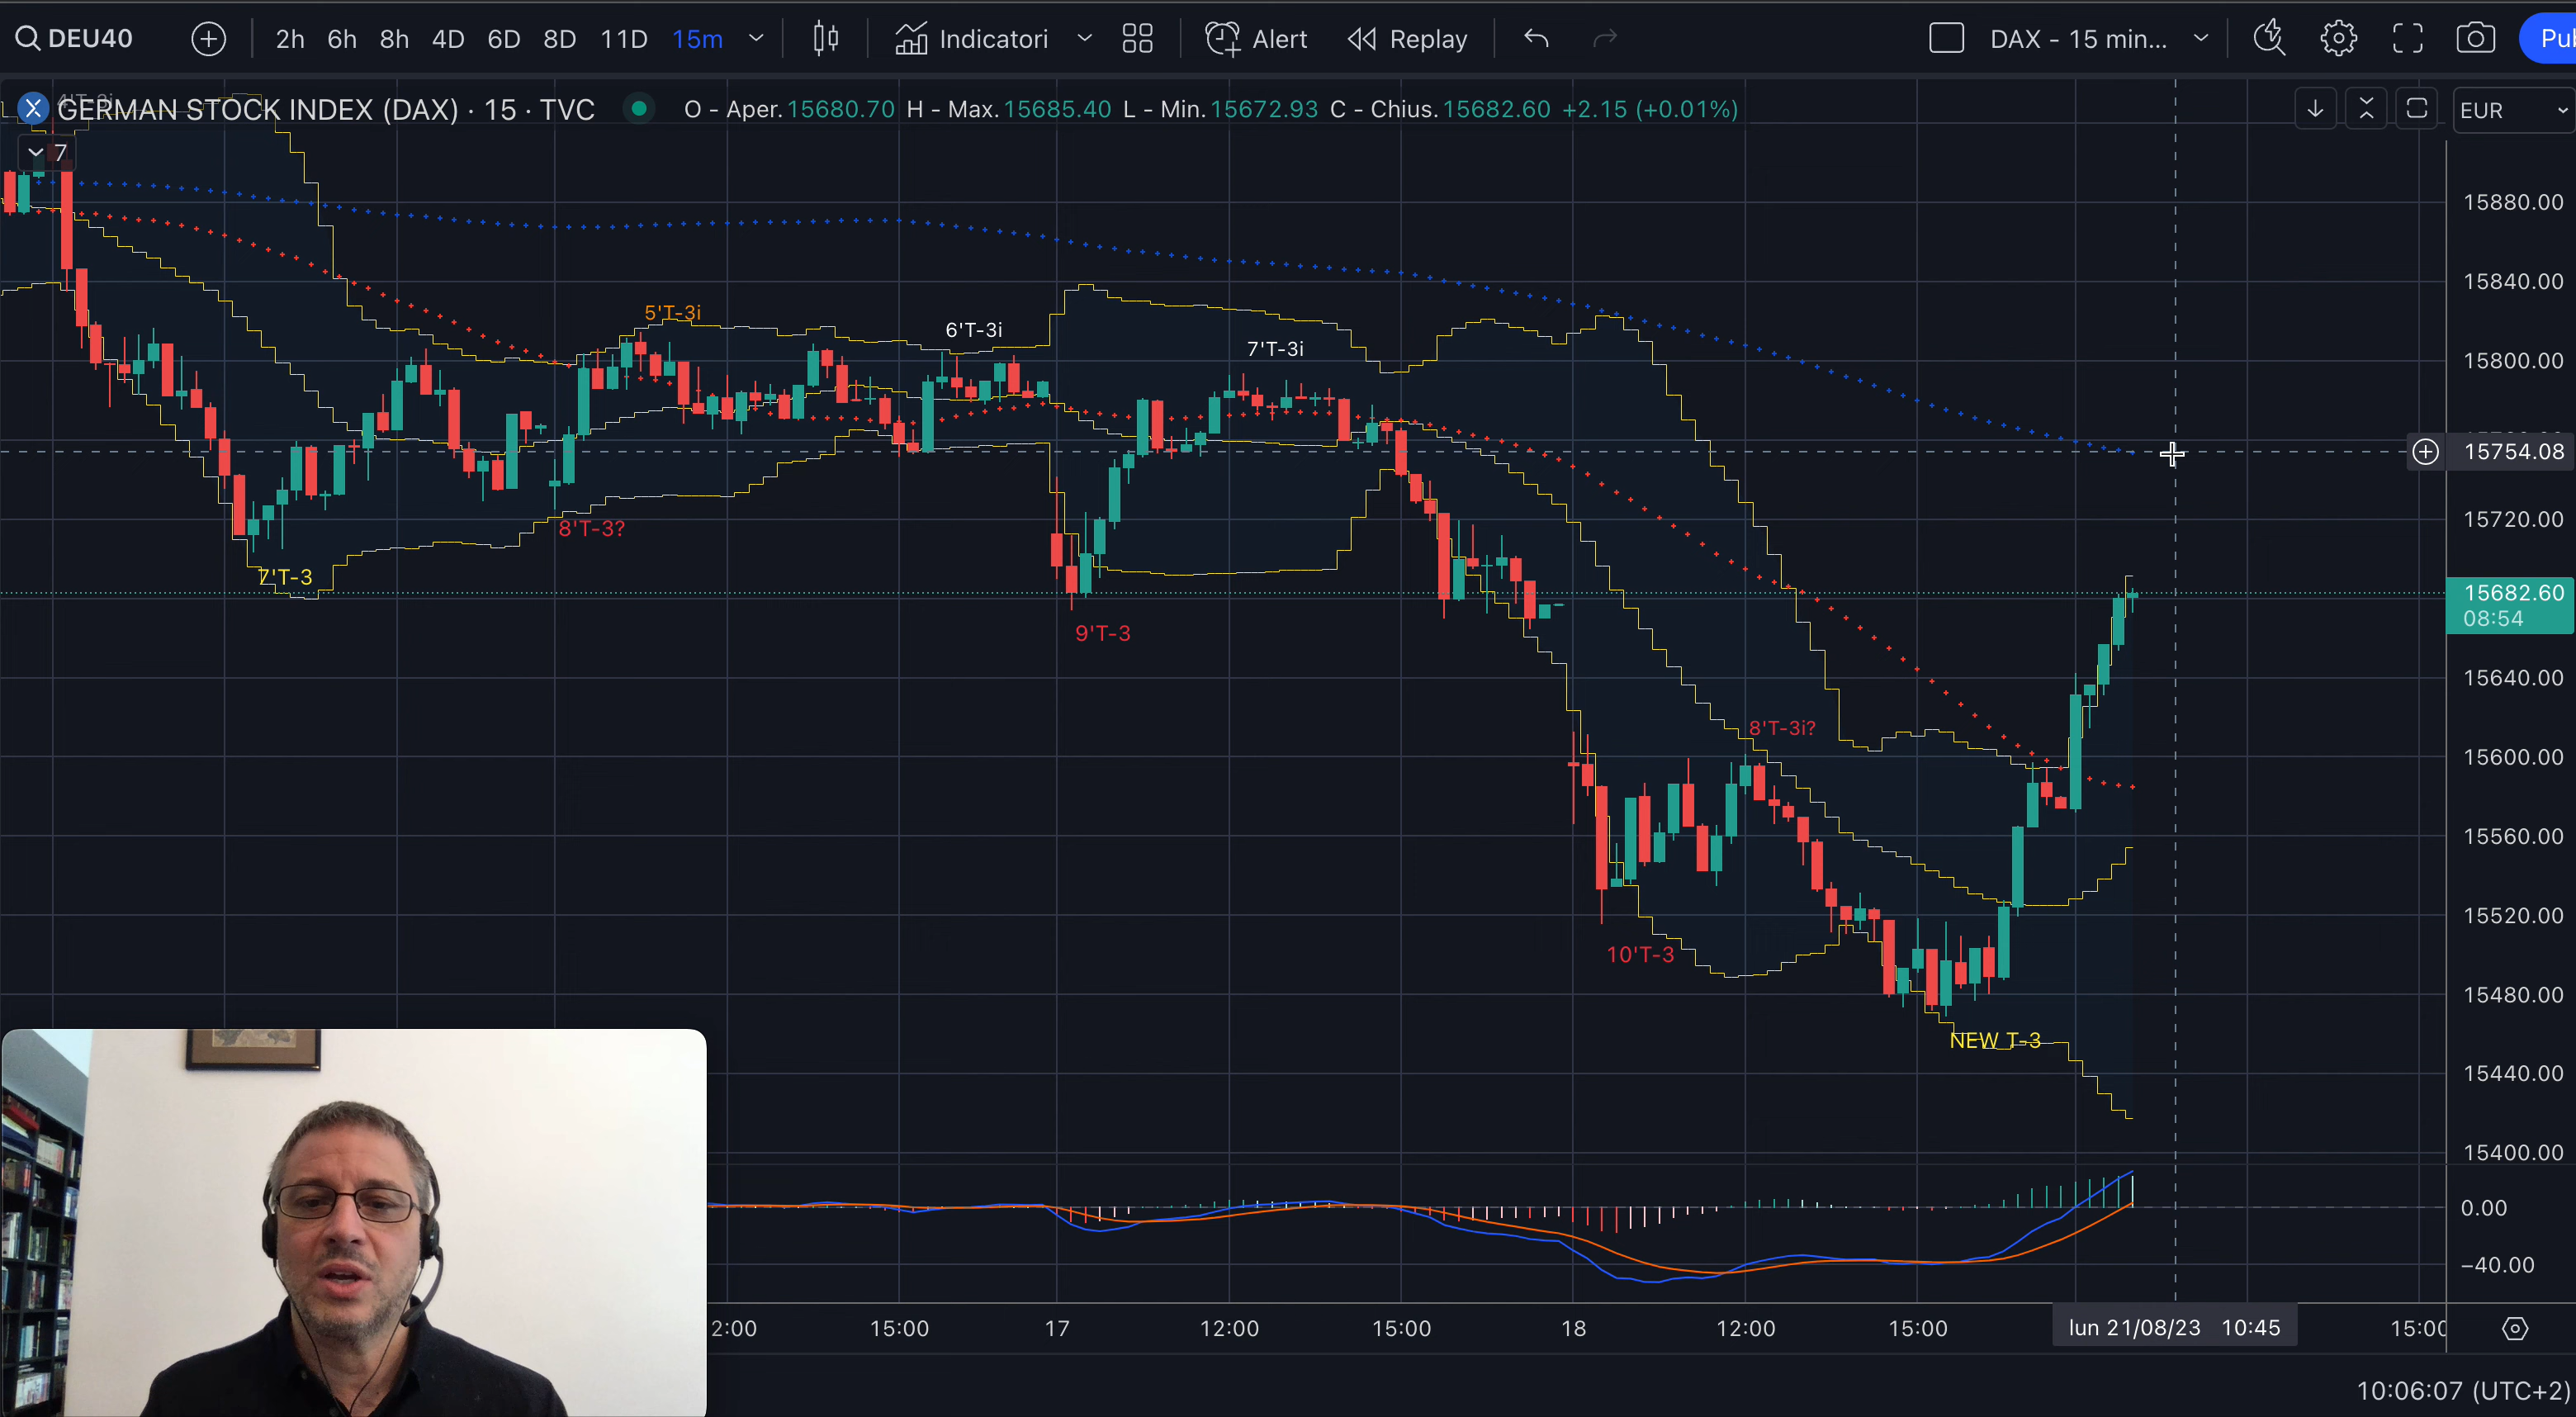 DEU40 2h 6h 8h 4D 6D 8D 11D 15m Indicatori Alert Replay DAX - 15 min... Pub
GERMAN STOCK INDEX (DAX) · 15 · TVC O - Aper.15680.70 H - Max.15685.40 L - Min.15672.93 C - Chius.15682.60 +2.15 (+0.01%)
EUR
7
15880.00
15840.00
5'T-3i
6'T-3i
7'T-3i
15800.00
15754.08
15720.00
8'T-3?
7'T-3
15682.60
08:54
9'T-3
15640.00
8'T-3i?
15600.00
15560.00
15520.00
10'T-3
15480.00
NEW T-3
15440.00
15400.00
0.00
−40.00
2:00 15:00 17 12:00 15:00 18 12:00 15:00 lun 21/08/23 10:45 15:00
10:06:07 (UTC+2)